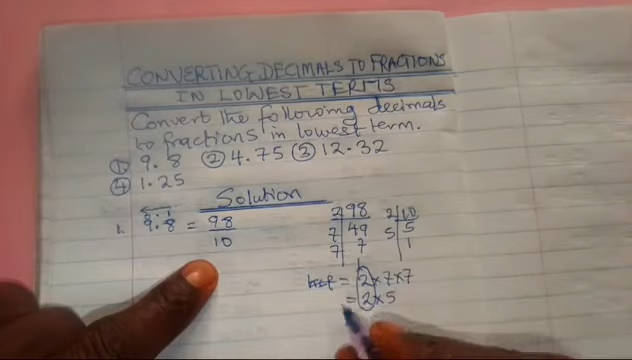 CONVERTING DECIMALS TO FRACTIONS
IN LOWEST TERMS
Convert the following decimals
to fractions in lowest term.
① 9.8 ② 4.75 ③ 12.32
④ 1.25
Solution
1. 9.8 = 98/10
2 | 98
7 | 49
7 | 7
2 | 10
5 | 5
1
= 2×7×7
= 2×5